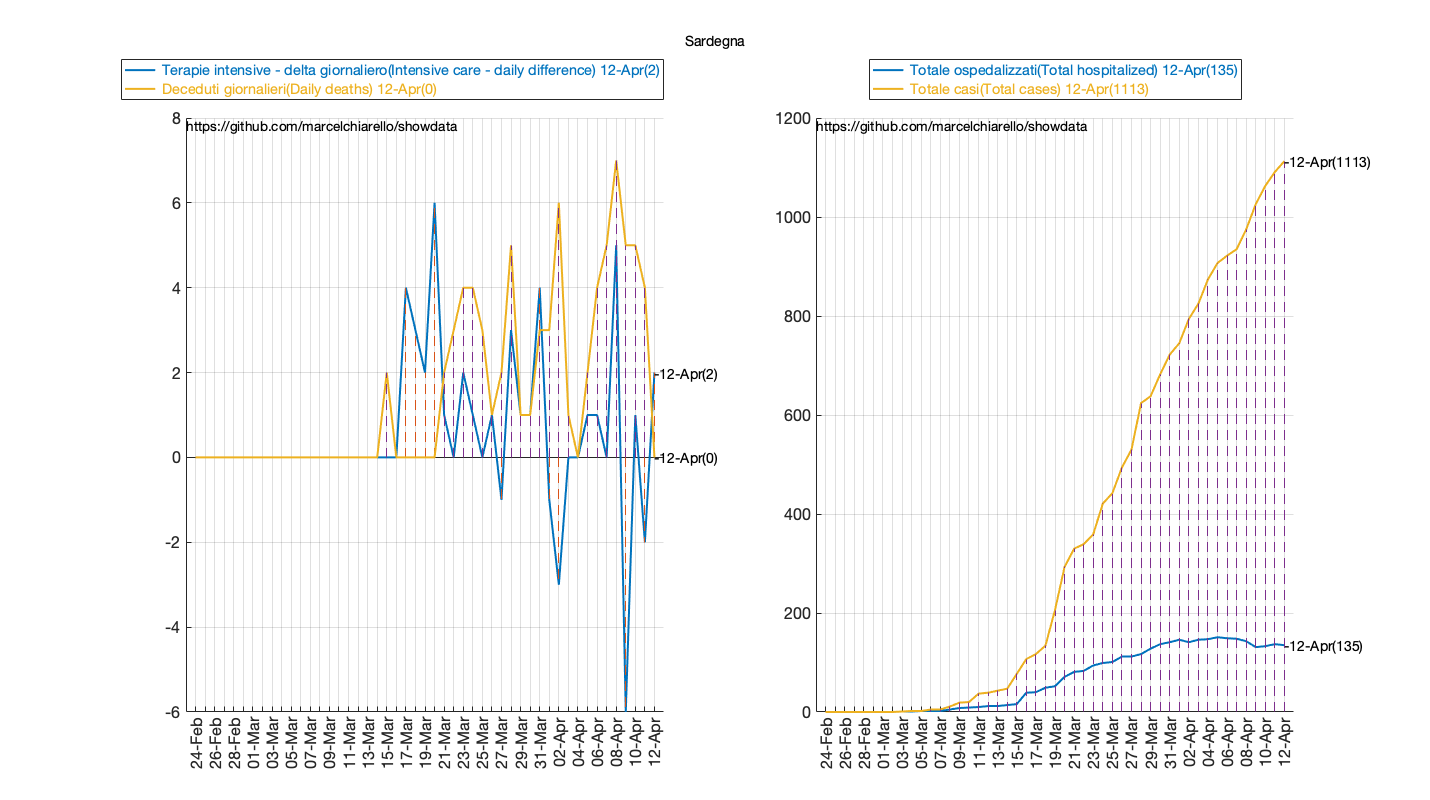 Sardegna
Terapie intensive - delta giornaliero(Intensive care - daily difference) 12-Apr(2)
Deceduti giornalieri(Daily deaths) 12-Apr(0)
8
https://github.com/marcelchiarello/showdata
6
4
2
12-Apr(2)
0
12-Apr(0)
-2
-4
-6
24-Feb
26-Feb
28-Feb
01-Mar
03-Mar
05-Mar
07-Mar
09-Mar
11-Mar
13-Mar
15-Mar
17-Mar
19-Mar
21-Mar
23-Mar
25-Mar
27-Mar
29-Mar
31-Mar
02-Apr
04-Apr
06-Apr
08-Apr
10-Apr
12-Apr
Totale ospedalizzati(Total hospitalized) 12-Apr(135)
Totale casi(Total cases) 12-Apr(1113)
1200
https://github.com/marcelchiarello/showdata
12-Apr(1113)
1000
800
600
400
200
12-Apr(135)
0
24-Feb
26-Feb
28-Feb
01-Mar
03-Mar
05-Mar
07-Mar
09-Mar
11-Mar
13-Mar
15-Mar
17-Mar
19-Mar
21-Mar
23-Mar
25-Mar
27-Mar
29-Mar
31-Mar
02-Apr
04-Apr
06-Apr
08-Apr
10-Apr
12-Apr